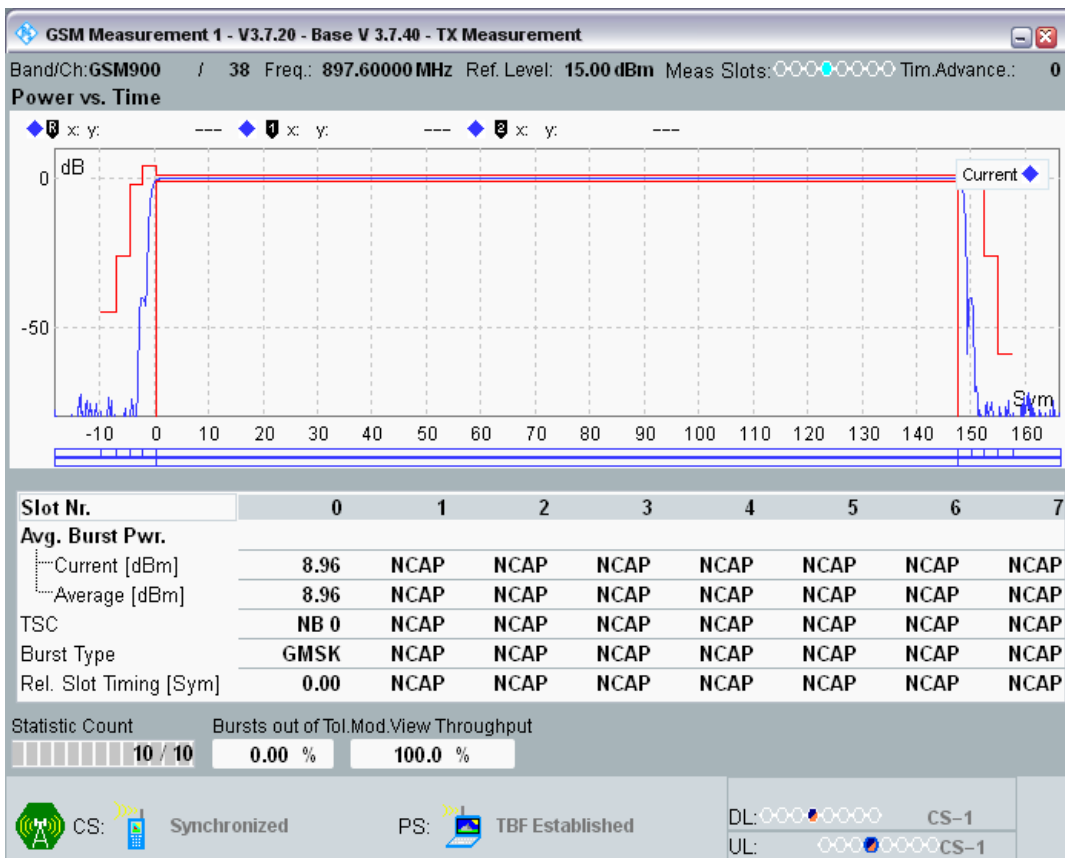 GSM Measurement 1 - V3.7.20 - Base V 3.7.40 - TX Measurement
Band/Ch:GSM900 / 38 Freq.: 897.60000 MHz Ref. Level: 15.00 dBm Meas Slots: Tim.Advance.: 0
Power vs. Time
R x: y: --- 1 x: y: --- 2 x: y: ---
dB
Current
0
-50
Sym
-10 0 10 20 30 40 50 60 70 80 90 100 110 120 130 140 150 160
Slot Nr. 0 1 2 3 4 5 6 7
Avg. Burst Pwr.
Current [dBm] 8.96 NCAP NCAP NCAP NCAP NCAP NCAP NCAP
Average [dBm] 8.96 NCAP NCAP NCAP NCAP NCAP NCAP NCAP
TSC NB 0 NCAP NCAP NCAP NCAP NCAP NCAP NCAP
Burst Type GMSK NCAP NCAP NCAP NCAP NCAP NCAP NCAP
Rel. Slot Timing [Sym] 0.00 NCAP NCAP NCAP NCAP NCAP NCAP NCAP
Statistic Count Bursts out of Tol.Mod.View Throughput
10 / 10 0.00 % 100.0 %
CS: Synchronized PS: TBF Established DL: CS-1
UL: CS-1